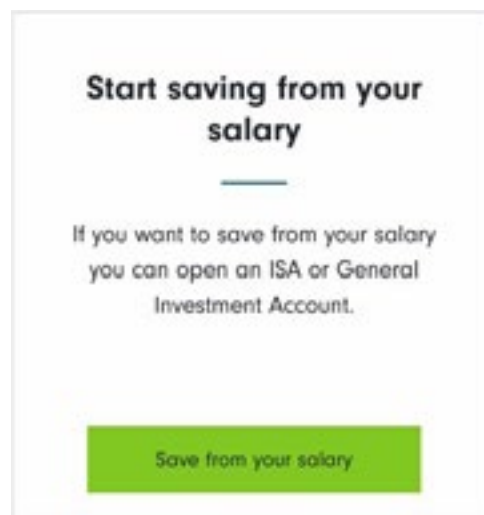 Start saving from your
salary
If you want to save from your salary
you can open an ISA or General
Investment Account.
Save from your salary